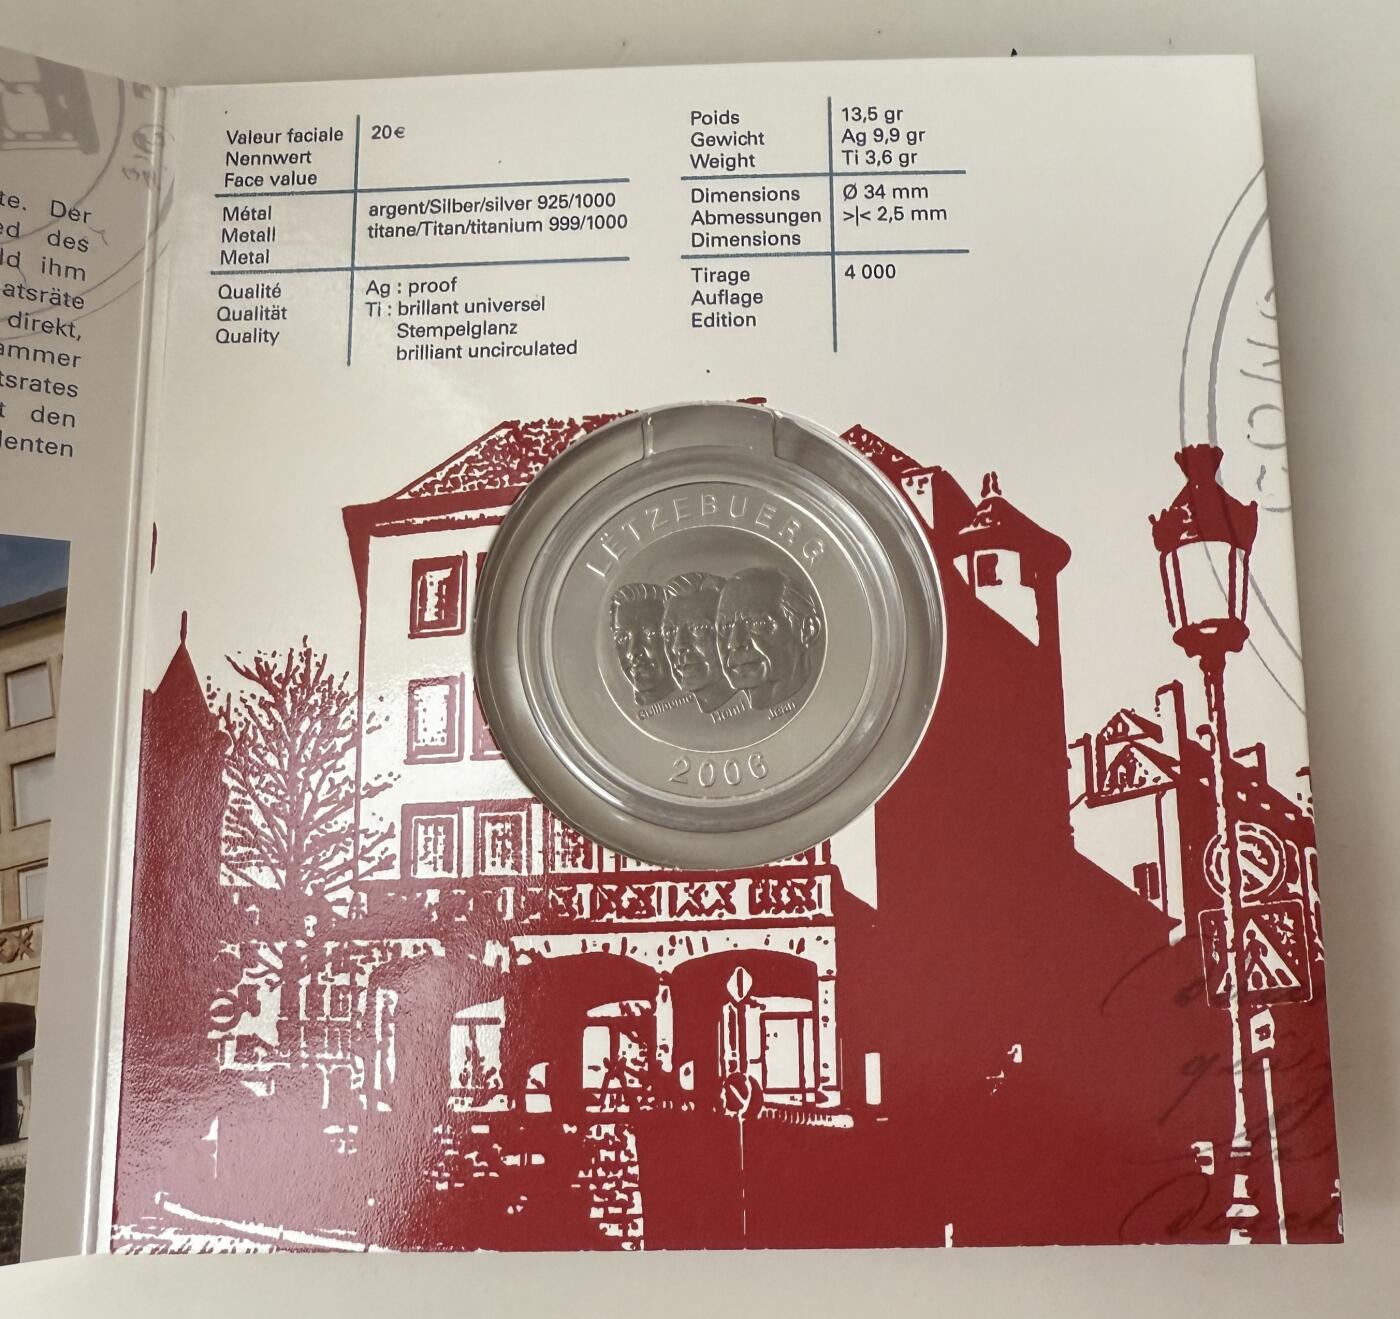 te. Der
ed des
ld ihm
atsräte
direkt,
ammer
tsrates
t den
lenten
Valeur faciale
Nennwert
Face value
20€
Métal
Metall
Metal
argent/Silber/silver 925/1000
titane/Titan/titanium 999/1000
Qualité
Qualität
Quality
Ag : proof
Ti : brillant universel
Stempelglanz
brilliant uncirculated
Poids
Gewicht
Weight
13,5 gr
Ag 9,9 gr
Ti 3,6 gr
Dimensions
Abmessungen
Dimensions
Ø 34 mm
>|< 2,5 mm
Tirage
Auflage
Edition
4 000
LËTZEBUERG
Guillaume Henri Jean
2006